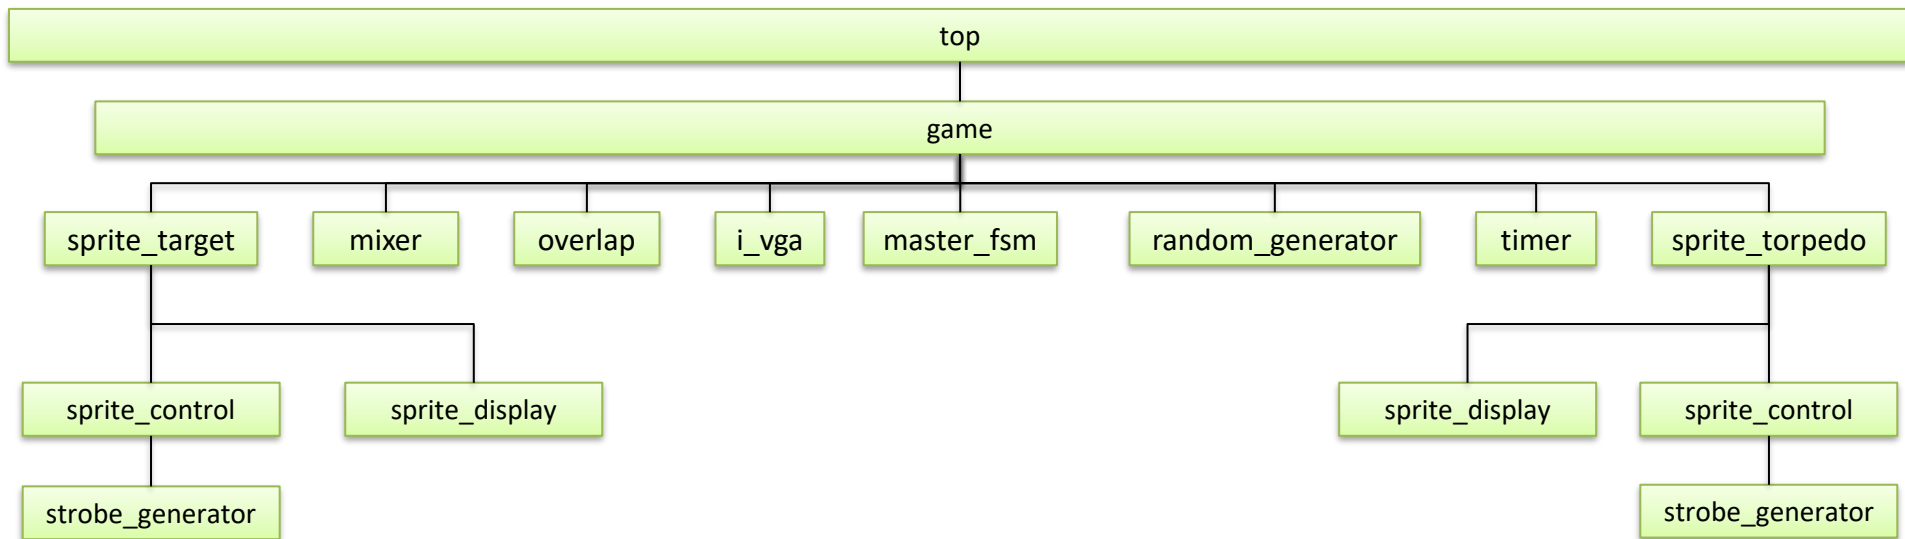 top
game
sprite_target
mixer
overlap
i_vga
master_fsm
random_generator
timer
sprite_torpedo
sprite_control
sprite_display
sprite_display
sprite_control
strobe_generator
strobe_generator